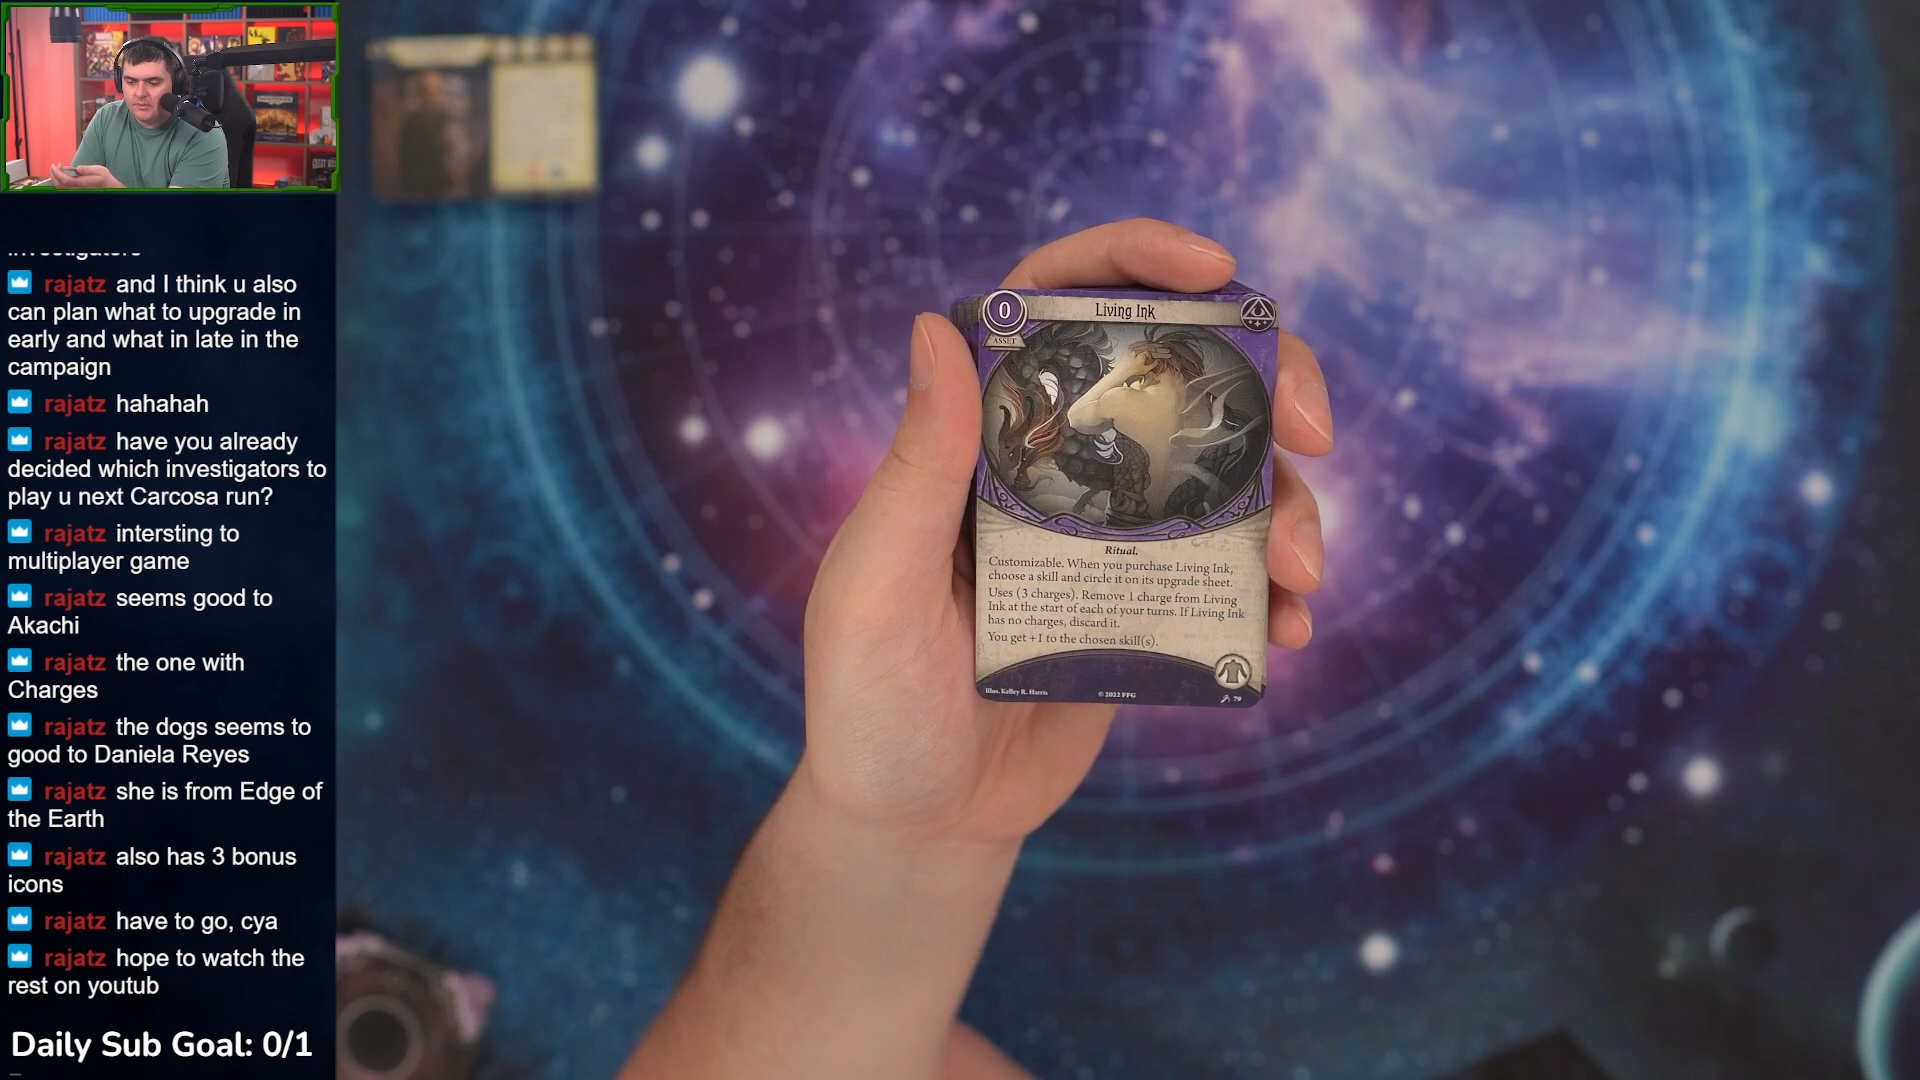 rajatz and I think u also
can plan what to upgrade in
early and what in late in the
campaign
rajatz hahahah
rajatz have you already
decided which investigators to
play u next Carcosa run?
rajatz intersting to
multiplayer game
rajatz seems good to
Akachi
rajatz the one with
Charges
rajatz the dogs seems to
good to Daniela Reyes
rajatz she is from Edge of
the Earth
rajatz also has 3 bonus
icons
rajatz have to go, cya
rajatz hope to watch the
rest on youtub
Daily Sub Goal: 0/1
0
ASSET
Living Ink
Ritual.
Customizable. When you purchase Living Ink,
choose a skill and circle it on its upgrade sheet.
Uses (3 charges). Remove 1 charge from Living
Ink at the start of each of your turns. If Living Ink
has no charges, discard it.
You get +1 to the chosen skill(s).
Illus. Kelley R. Harris
© 2022 FFG
79